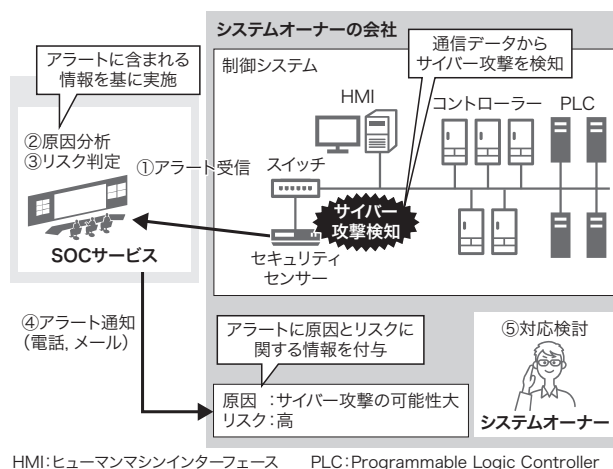 システムオーナーの会社
アラートに含まれる
情報を基に実施
通信データから
サイバー攻撃を検知
制御システム
HMI
コントローラー
PLC
②原因分析
③リスク判定
①アラート受信
スイッチ
サイバー
攻撃検知
SOCサービス
セキュリティ
センサー
④アラート通知
（電話，メール）
アラートに原因とリスクに
関する情報を付与
⑤対応検討
原因 ：サイバー攻撃の可能性大
リスク：高
システムオーナー
HMI：ヒューマンマシンインターフェース PLC：Programmable Logic Controller